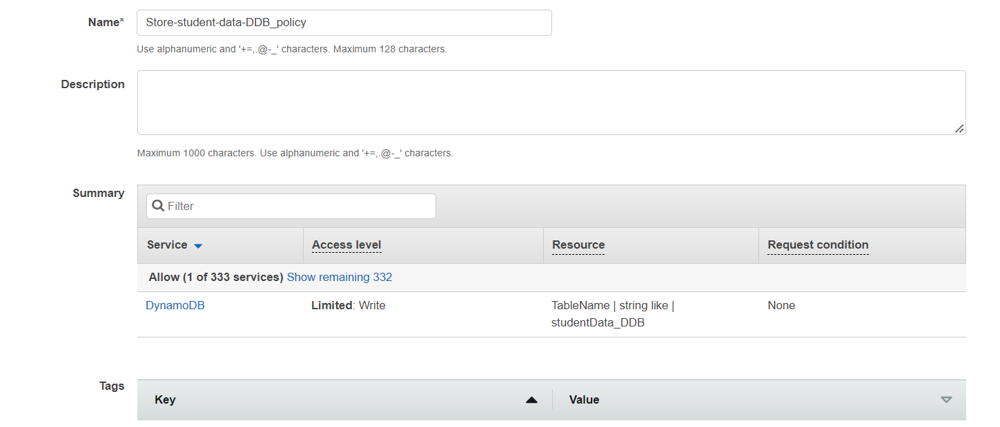 Name* Store-student-data-DDB_policy
Use alphanumeric and '+=,.@-_' characters. Maximum 128 characters.
Description
Maximum 1000 characters. Use alphanumeric and '+=,.@-_' characters.
Summary
Filter
Service Access level Resource Request condition
Allow (1 of 333 services) Show remaining 332
DynamoDB Limited: Write TableName | string like | None
studentData_DDB
Tags
Key Value